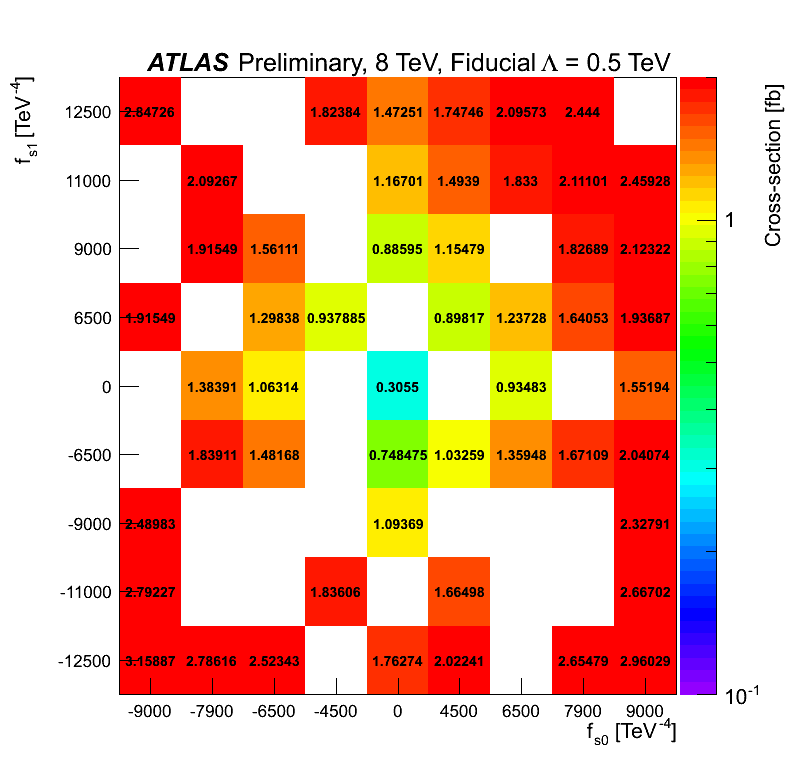 ATLAS Preliminary, 8 TeV, Fiducial Λ = 0.5 TeV
f_s1 [TeV^-4]
Cross-section [fb]
12500 2.84726 1.82384 1.47251 1.74746 2.09573 2.444
11000 2.09267 1.16701 1.4939 1.833 2.11101 2.45928
9000 1.91549 1.56111 0.88595 1.15479 1.82689 2.12322
1
6500 1.91549 1.29838 0.937885 0.89817 1.23728 1.64053 1.93687
0 1.38391 1.06314 0.3055 0.93483 1.55194
-6500 1.83911 1.48168 0.748475 1.03259 1.35948 1.67109 2.04074
-9000 2.48983 1.09369 2.32791
-11000 2.79227 1.83606 1.66498 2.66702
-12500 3.15887 2.78616 2.52343 1.76274 2.02241 2.65479 2.96029
10^-1
-9000 -7900 -6500 -4500 0 4500 6500 7900 9000
f_s0 [TeV^-4]